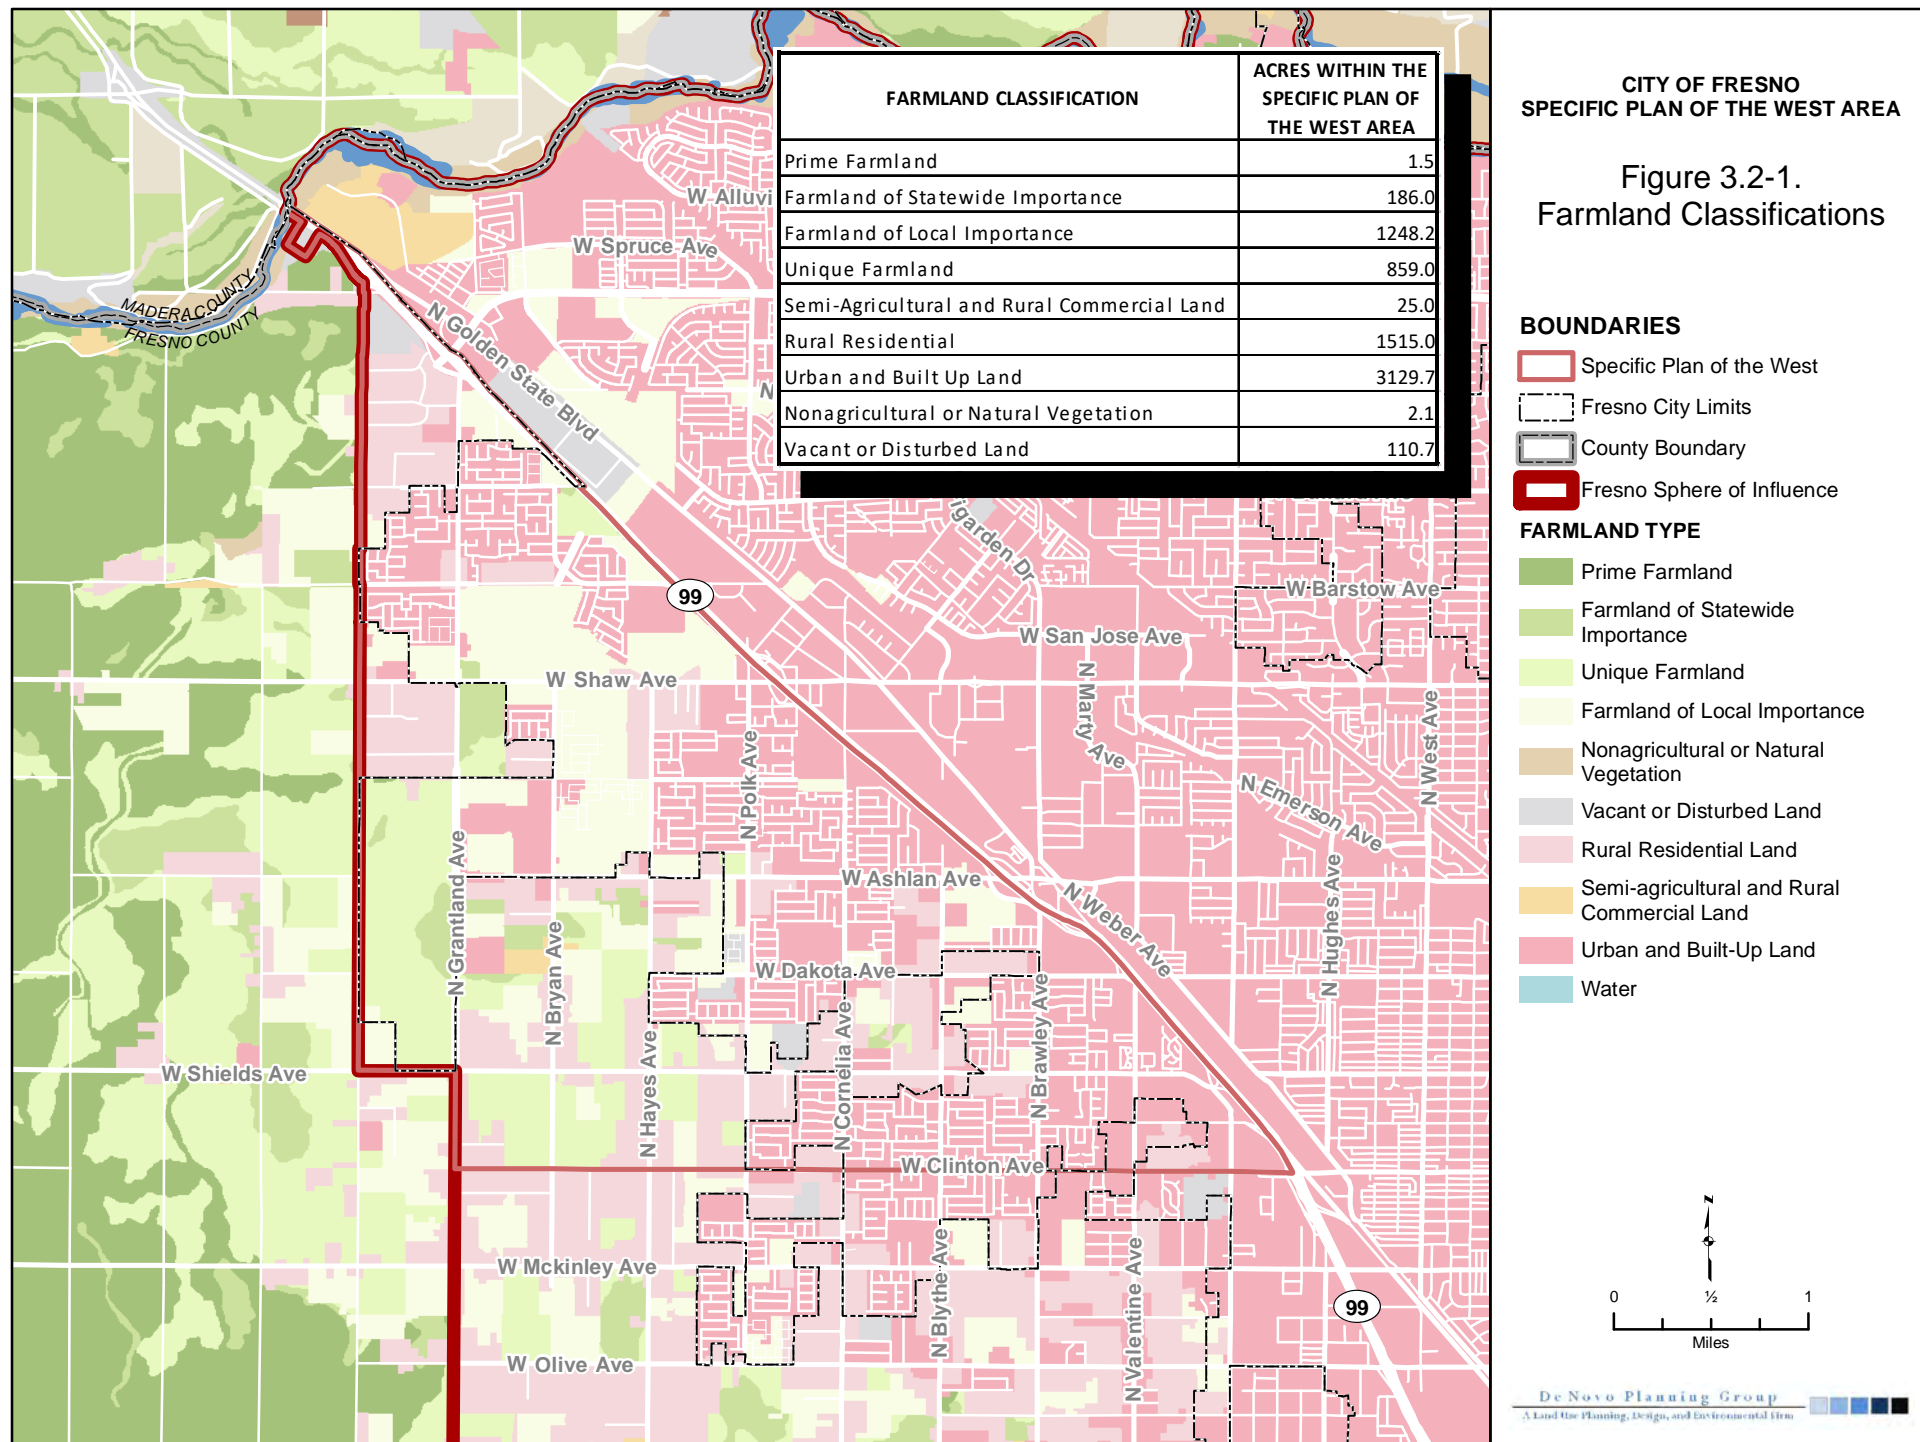 FARMLAND CLASSIFICATION
ACRES WITHIN THE
SPECIFIC PLAN OF
THE WEST AREA
Prime Farmland 1.5
Farmland of Statewide Importance 186.0
Farmland of Local Importance 1248.2
Unique Farmland 859.0
Semi-Agricultural and Rural Commercial Land 25.0
Rural Residential 1515.0
Urban and Built Up Land 3129.7
Nonagricultural or Natural Vegetation 2.1
Vacant or Disturbed Land 110.7
W Alluvi
W Spruce Ave
MADERA COUNTY
FRESNO COUNTY
N Golden State Blvd
N
igarden Dr
99
W Barstow Ave
W San Jose Ave
W Shaw Ave
N Marty Ave
N West Ave
N Polk Ave
N Emerson Ave
N Grantland Ave
W Ashlan Ave
N Weber Ave
N Hughes Ave
N Bryan Ave
W Dakota Ave
N Cornelia Ave
N Brawley Ave
N Hayes Ave
W Shields Ave
W Clinton Ave
W Mckinley Ave
N Blythe Ave
N Valentine Ave
99
W Olive Ave
CITY OF FRESNO
SPECIFIC PLAN OF THE WEST AREA
Figure 3.2-1.
Farmland Classifications
BOUNDARIES
Specific Plan of the West
Fresno City Limits
County Boundary
Fresno Sphere of Influence
FARMLAND TYPE
Prime Farmland
Farmland of Statewide
Importance
Unique Farmland
Farmland of Local Importance
Nonagricultural or Natural
Vegetation
Vacant or Disturbed Land
Rural Residential Land
Semi-agricultural and Rural
Commercial Land
Urban and Built-Up Land
Water
N
0 ½ 1
Miles
De Novo Planning Group
A Land Use Planning, Design, and Environmental Firm